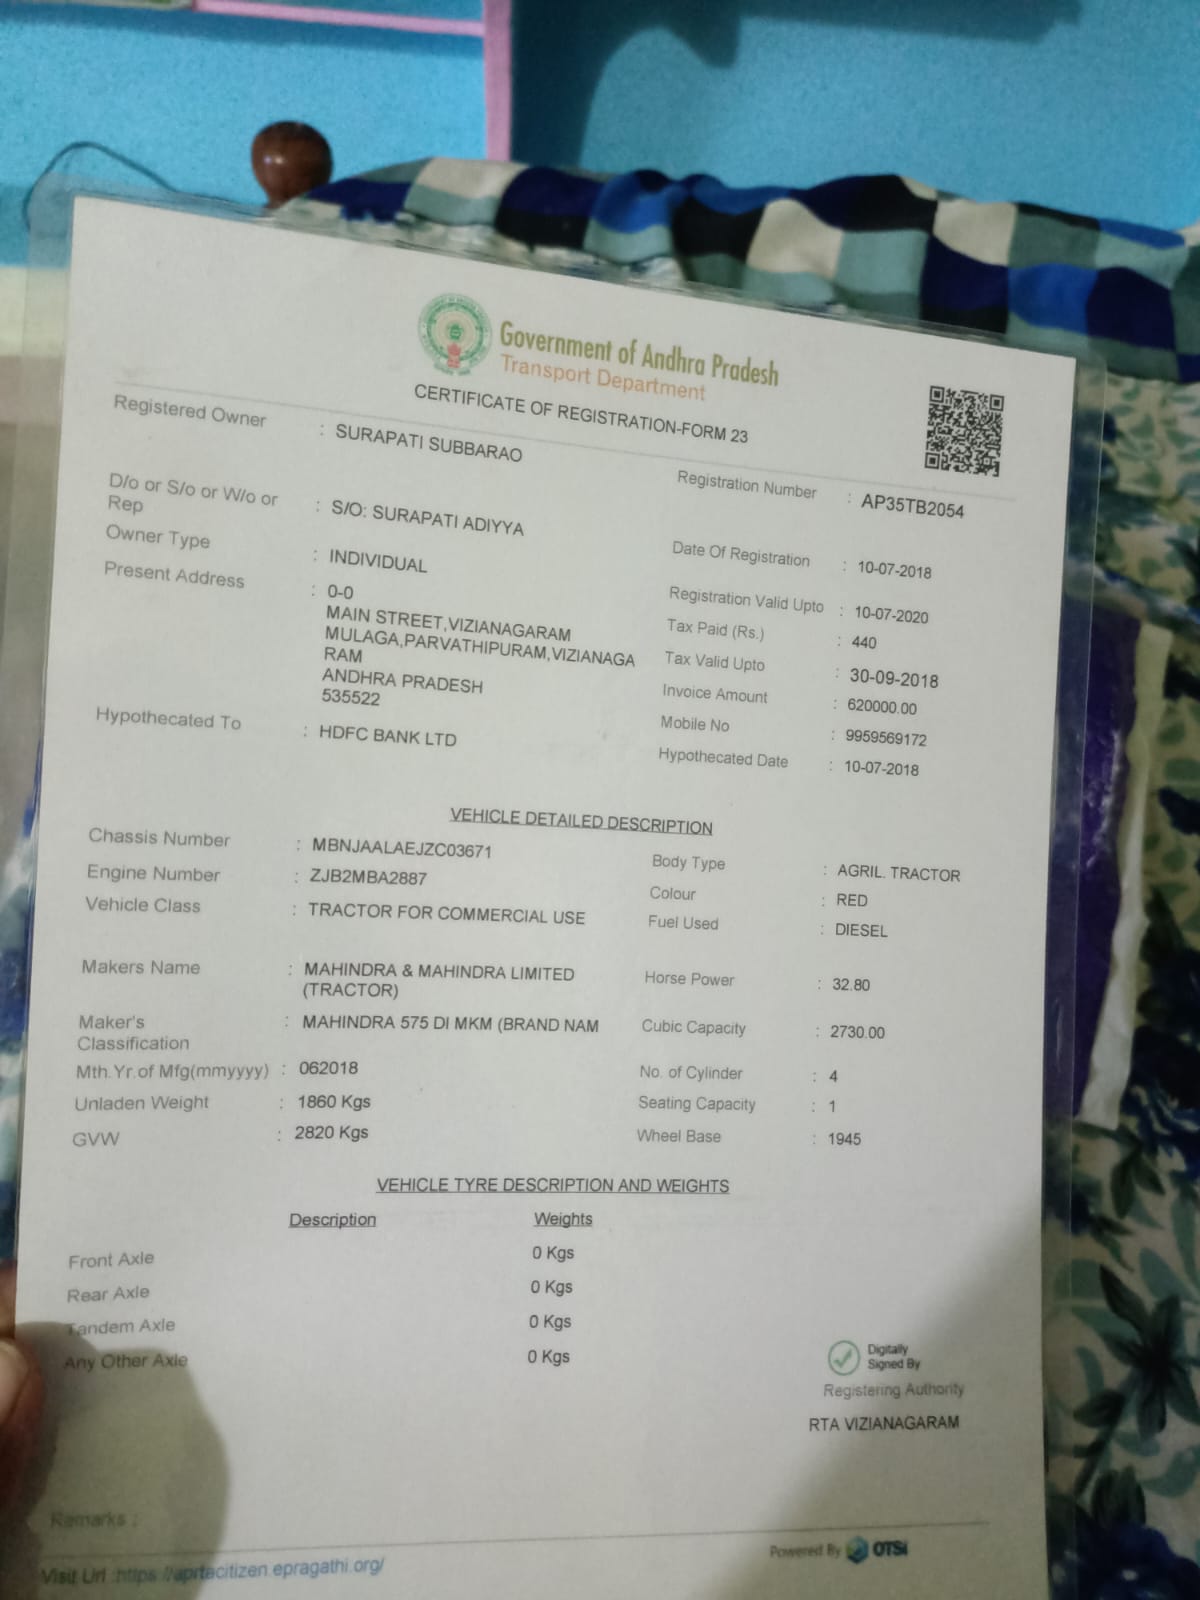 Government of Andhra Pradesh
Transport Department
CERTIFICATE OF REGISTRATION-FORM 23
Registered Owner : SURAPATI SUBBARAO
Registration Number : AP35TB2054
D/o or S/o or W/o or Rep : S/O: SURAPATI ADIYYA
Date Of Registration : 10-07-2018
Owner Type : INDIVIDUAL
Registration Valid Upto : 10-07-2020
Present Address : 0-0
MAIN STREET,VIZIANAGARAM
MULAGA,PARVATHIPURAM,VIZIANAGA
RAM
ANDHRA PRADESH
535522
Tax Paid (Rs.) : 440
Tax Valid Upto : 30-09-2018
Invoice Amount : 620000.00
Mobile No : 9959569172
Hypothecated To : HDFC BANK LTD
Hypothecated Date : 10-07-2018
VEHICLE DETAILED DESCRIPTION
Chassis Number : MBNJAALAEJZC03671
Body Type : AGRIL. TRACTOR
Engine Number : ZJB2MBA2887
Colour : RED
Vehicle Class : TRACTOR FOR COMMERCIAL USE
Fuel Used : DIESEL
Makers Name : MAHINDRA & MAHINDRA LIMITED
(TRACTOR)
Horse Power : 32.80
Maker's
Classification : MAHINDRA 575 DI MKM (BRAND NAM
Cubic Capacity : 2730.00
Mth.Yr.of Mfg(mmyyyy) : 062018
No. of Cylinder : 4
Unladen Weight : 1860 Kgs
Seating Capacity : 1
GVW : 2820 Kgs
Wheel Base : 1945
VEHICLE TYRE DESCRIPTION AND WEIGHTS
Description Weights
Front Axle 0 Kgs
Rear Axle 0 Kgs
Tandem Axle 0 Kgs
Any Other Axle 0 Kgs
Digitally
Signed By
Registering Authority
RTA VIZIANAGARAM
Remarks :
Powered By OTSi
Visit Url :https://aprtacitizen.epragathi.org/